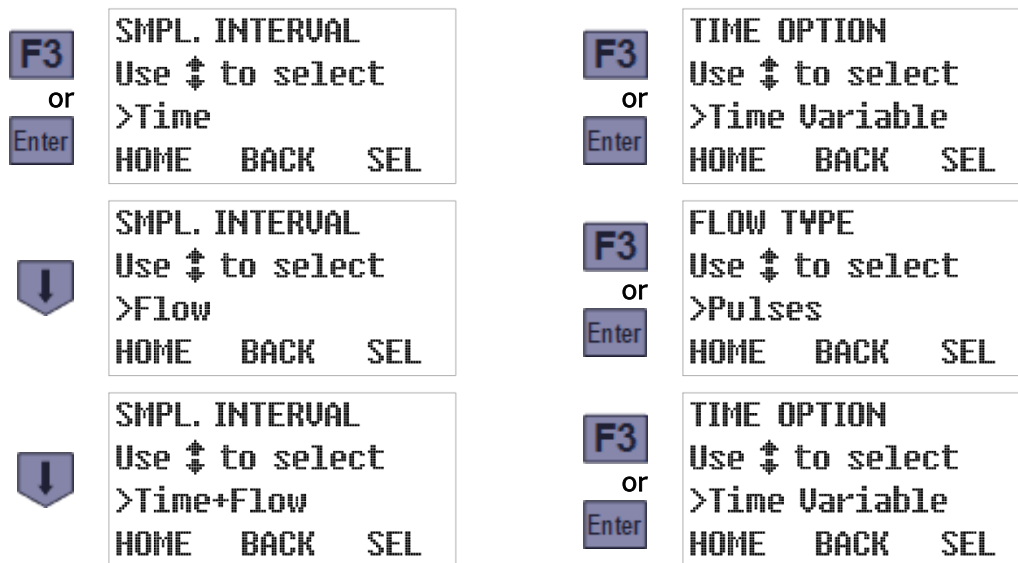 F3
or
Enter
SMPL. INTERVAL
Use ↕ to select
>Time
HOME BACK SEL
F3
or
Enter
TIME OPTION
Use ↕ to select
>Time Variable
HOME BACK SEL
SMPL. INTERVAL
Use ↕ to select
>Flow
HOME BACK SEL
F3
or
Enter
FLOW TYPE
Use ↕ to select
>Pulses
HOME BACK SEL
SMPL. INTERVAL
Use ↕ to select
>Time+Flow
HOME BACK SEL
F3
or
Enter
TIME OPTION
Use ↕ to select
>Time Variable
HOME BACK SEL